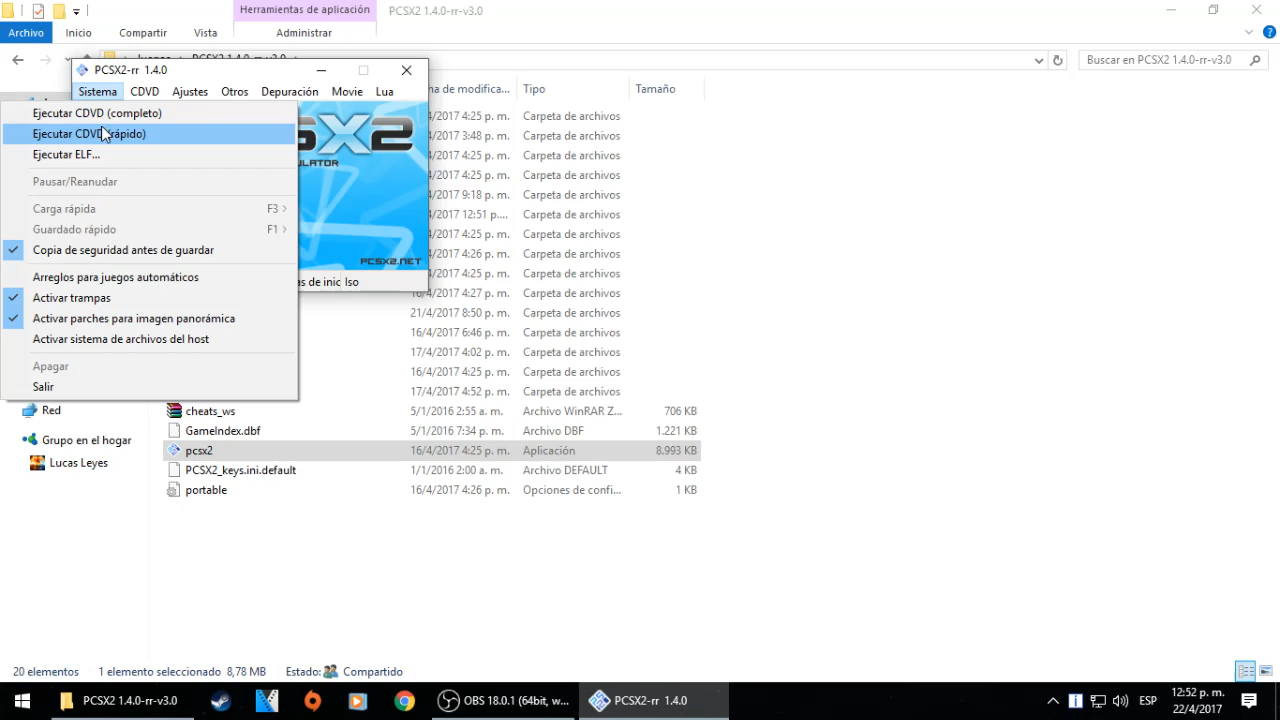 Herramientas de aplicación
PCSX2 1.4.0-rr-v3.0
Archivo
Inicio
Compartir
Vista
Administrar
Buscar en PCSX2 1.4.0-rr-v3.0
PCSX2-rr 1.4.0
Sistema CDVD Ajustes Otros Depuración Movie Lua
Ejecutar CDVD (completo)
Ejecutar CDVD (rápido)
Ejecutar ELF...
Pausar/Reanudar
Carga rápida F3
Guardado rápido F1
Copia de seguridad antes de guardar
Arreglos para juegos automáticos
Activar trampas
Activar parches para imagen panorámica
Activar sistema de archivos del host
Apagar
Salir
SX2
ULATOR
PCSX2.NET
as de inic Iso
ha de modifica... Tipo Tamaño
/4/2017 4:25 p. m. Carpeta de archivos
/4/2017 3:48 p. m. Carpeta de archivos
/4/2017 4:25 p. m. Carpeta de archivos
/4/2017 4:25 p. m. Carpeta de archivos
/4/2017 9:18 p. m. Carpeta de archivos
/4/2017 12:51 p.... Carpeta de archivos
/4/2017 4:25 p. m. Carpeta de archivos
/4/2017 4:26 p. m. Carpeta de archivos
/4/2017 4:25 p. m. Carpeta de archivos
16/4/2017 4:27 p. m. Carpeta de archivos
21/4/2017 8:50 p. m. Carpeta de archivos
16/4/2017 6:46 p. m. Carpeta de archivos
17/4/2017 4:02 p. m. Carpeta de archivos
16/4/2017 4:25 p. m. Carpeta de archivos
17/4/2017 4:52 p. m. Carpeta de archivos
cheats_ws 5/1/2016 2:55 a. m. Archivo WinRAR Z... 706 KB
GameIndex.dbf 5/1/2016 7:34 p. m. Archivo DBF 1.221 KB
pcsx2 16/4/2017 4:25 p. m. Aplicación 8.993 KB
PCSX2_keys.ini.default 1/1/2016 2:00 a. m. Archivo DEFAULT 4 KB
portable 16/4/2017 4:26 p. m. Opciones de confi... 1 KB
Red
Grupo en el hogar
Lucas Leyes
20 elementos 1 elemento seleccionado 8,78 MB Estado: Compartido
PCSX2 1.4.0-rr-v3.0
OBS 18.0.1 (64bit, w...
PCSX2-rr 1.4.0
ESP
12:52 p. m.
22/4/2017